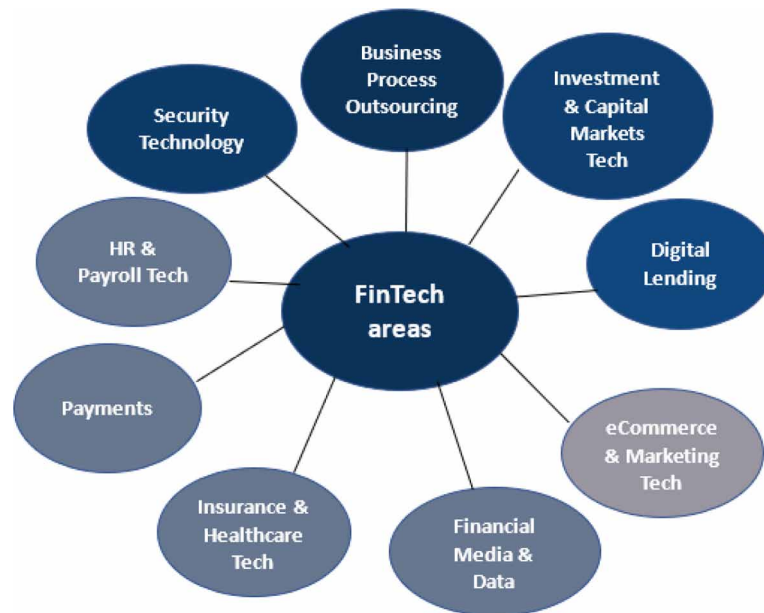 Business
Process
Outsourcing
Investment
& Capital
Markets
Tech
Security
Technology
HR &
Payroll Tech
Digital
Lending
FinTech
areas
Payments
eCommerce
& Marketing
Tech
Insurance &
Healthcare
Tech
Financial
Media &
Data